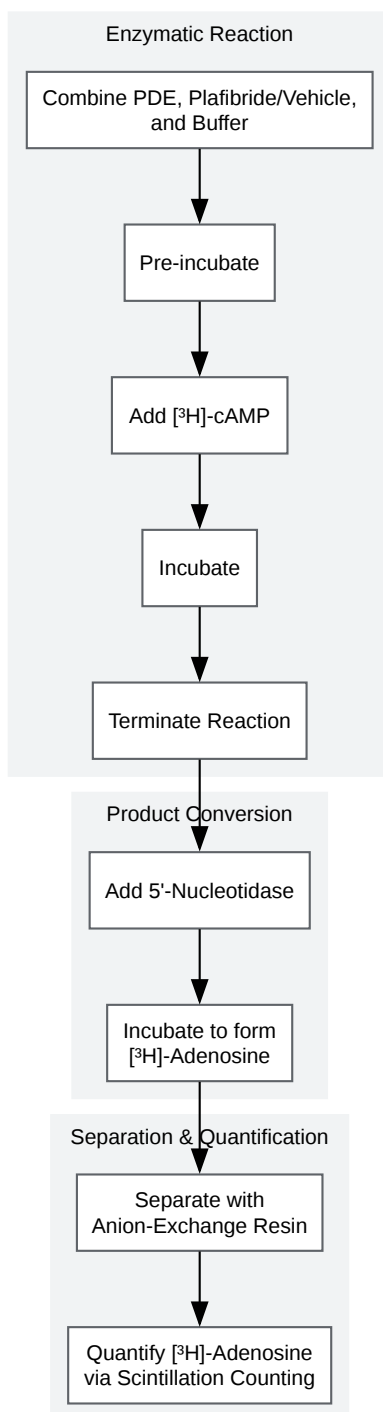 Enzymatic Reaction
Combine PDE, Plafibride/Vehicle,
and Buffer
Pre-incubate
Add [³H]-cAMP
Incubate
Terminate Reaction
Product Conversion
Add 5'-Nucleotidase
Incubate to form
[³H]-Adenosine
Separation & Quantification
Separate with
Anion-Exchange Resin
Quantify [³H]-Adenosine
via Scintillation Counting